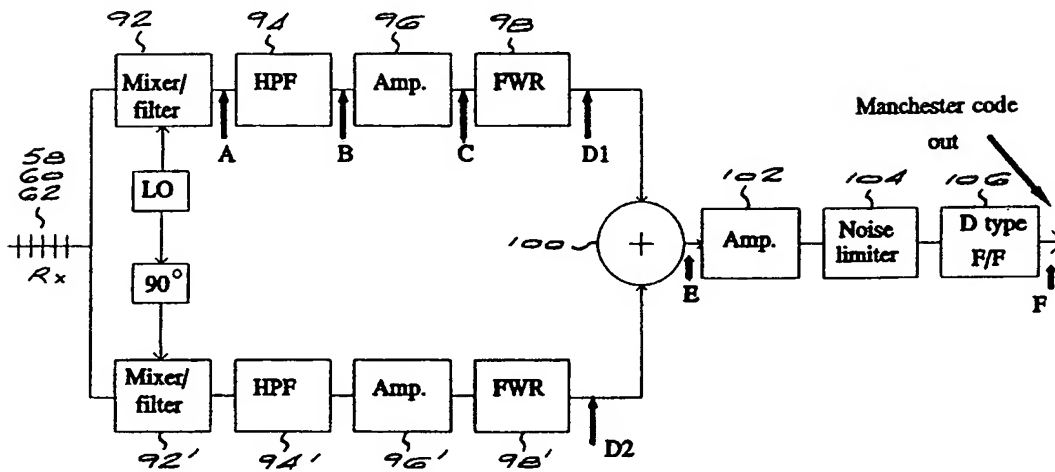 92
94
96
98
Mixer/
filter
HPF
Amp.
FWR
A
B
C
D1
Manchester code
out
58
60
62
Rx
LO
90°
100
+
E
102
Amp.
104
Noise
limiter
106
D type
F/F
F
Mixer/
filter
HPF
Amp.
FWR
D2
92'
94'
96'
98'